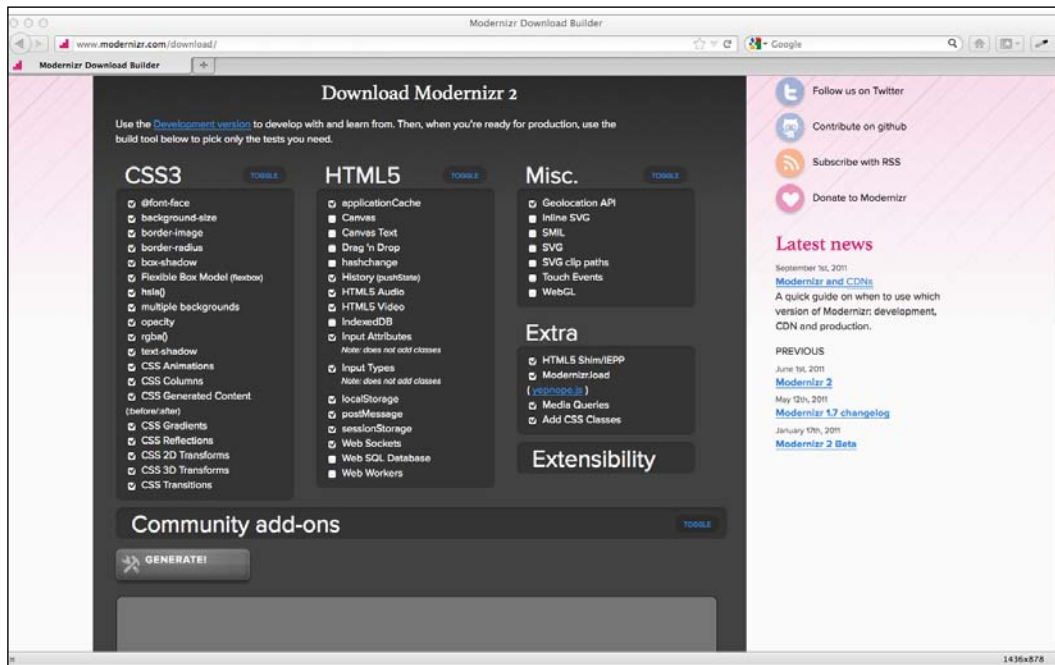 Modernizr Download Builder
www.modernizr.com/download/
Google
Modernizr Download Builder
Download Modernizr 2
Use the Development version to develop with and learn from. Then, when you're ready for production, use the
build tool below to pick only the tests you need.
CSS3
TOGGLE
@font-face
background-size
border-image
border-radius
box-shadow
Flexible Box Model (flexbox)
hsla()
multiple backgrounds
opacity
rgba()
text-shadow
CSS Animations
CSS Columns
CSS Generated Content
(:before/:after)
CSS Gradients
CSS Reflections
CSS 2D Transforms
CSS 3D Transforms
CSS Transitions
HTML5
TOGGLE
applicationCache
Canvas
Canvas Text
Drag 'n Drop
hashchange
History (pushState)
HTML5 Audio
HTML5 Video
IndexedDB
Input Attributes
Note: does not add classes
Input Types
Note: does not add classes
localStorage
postMessage
sessionStorage
Web Sockets
Web SQL Database
Web Workers
Misc.
TOGGLE
Geolocation API
Inline SVG
SMIL
SVG
SVG clip paths
Touch Events
WebGL
Extra
HTML5 Shim/IEPP
Modernizr.load
(yepnope.js)
Media Queries
Add CSS Classes
Extensibility
Community add-ons
TOGGLE
GENERATE!
Follow us on Twitter
Contribute on github
Subscribe with RSS
Donate to Modernizr
Latest news
September 1st, 2011
Modernizr and CDNs
A quick guide on when to use which
version of Modernizr: development,
CDN and production.
PREVIOUS
June 1st, 2011
Modernizr 2
May 12th, 2011
Modernizr 1.7 changelog
January 17th, 2011
Modernizr 2 Beta
1436x878